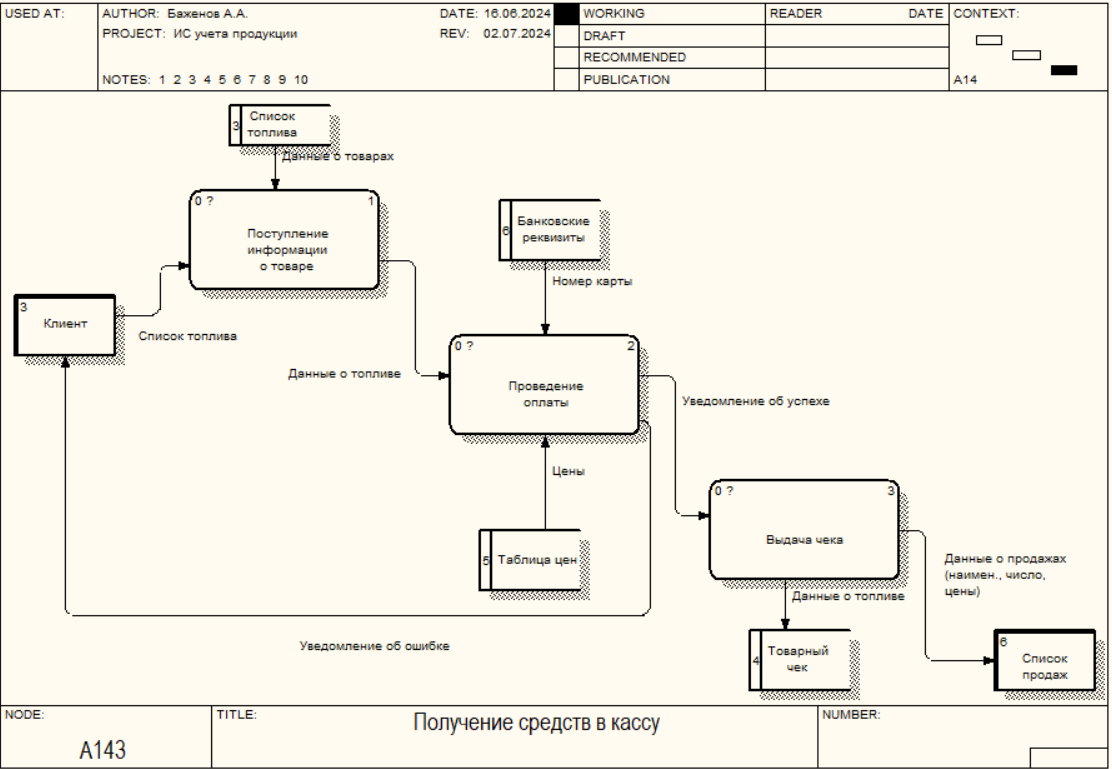 USED AT:
AUTHOR: Баженов А.А.
DATE: 16.06.2024
PROJECT: ИС учета продукции
REV: 02.07.2024
NOTES: 1 2 3 4 5 6 7 8 9 10
WORKING
DRAFT
RECOMMENDED
PUBLICATION
READER
DATE
CONTEXT:
A14
3
Список
топлива
Данные о товарах
0 ?
1
Поступление
информации
о товаре
6
Банковские
реквизиты
Номер карты
3
Клиент
Список топлива
Данные о топливе
0 ?
2
Проведение
оплаты
Уведомление об успехе
Цены
5
Таблица цен
0 ?
3
Выдача чека
Данные о продажах
(наимен., число,
цены)
Данные о топливе
Уведомление об ошибке
4
Товарный
чек
6
Список
продаж
NODE:
A143
TITLE:
Получение средств в кассу
NUMBER: